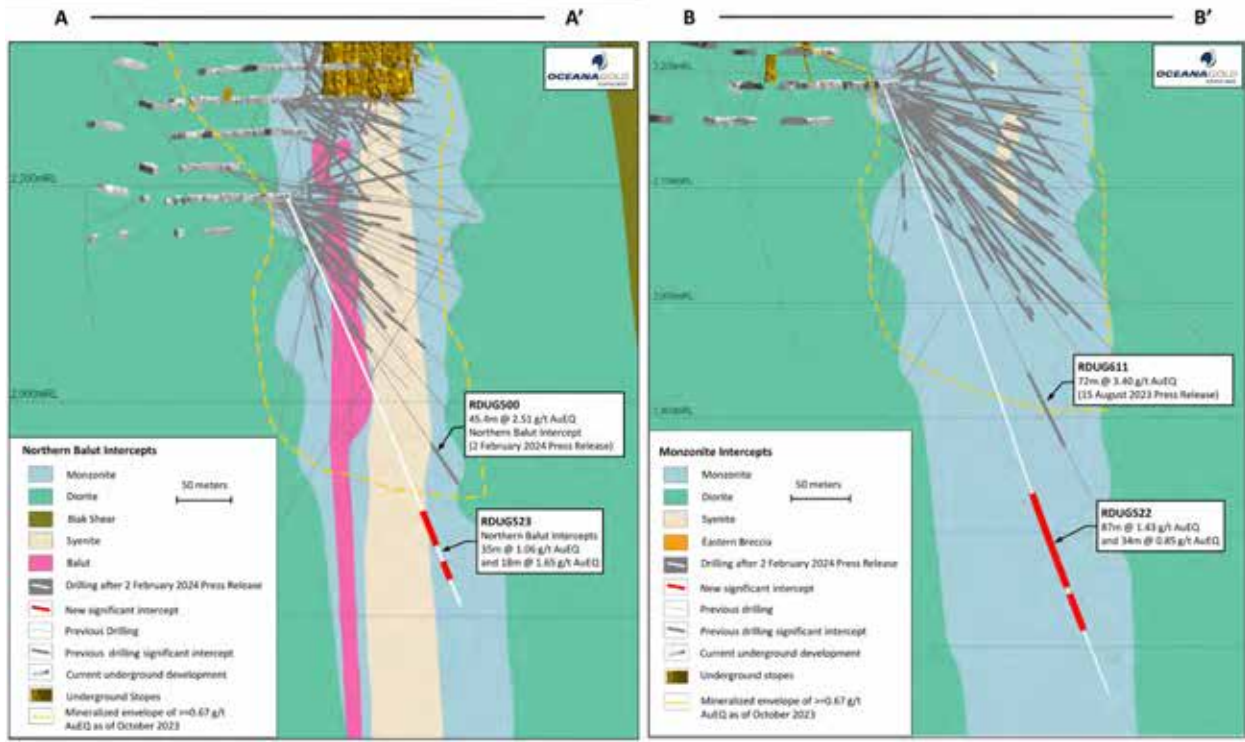 A
A’
B
B’
OCEANAGOLD
OCEANAGOLD
2,000mRL
RDUG500
45.4m @ 2.51 g/t AuEQ
Northern Balut Intercept
(2 February 2024 Press Release)
RDUG523
Northern Balut Intercepts
35m @ 1.06 g/t AuEQ
and 18m @ 1.65 g/t AuEQ
Northern Balut Intercepts
Monzonite
Diorite
50 meters
Biak Shear
Syenite
Balut
Drilling after 2 February 2024 Press Release
New significant intercept
Previous Drilling
Previous drilling significant intercept
Current underground development
Underground Stopes
Mineralized envelope of >=0.67 g/t
AuEQ as of October 2023
RDUG611
72m @ 3.40 g/t AuEQ
(15 August 2023 Press Release)
RDUG522
87m @ 1.43 g/t AuEQ
and 34m @ 0.85 g/t AuEQ
Monzonite Intercepts
Monzonite
Diorite
50 meters
Syenite
Eastern Breccia
Drilling after 2 February 2024 Press Release
New significant intercept
Previous drilling
Previous drilling significant intercept
Current underground development
Underground stopes
Mineralized envelope of >=0.67 g/t
AuEQ as of October 2023